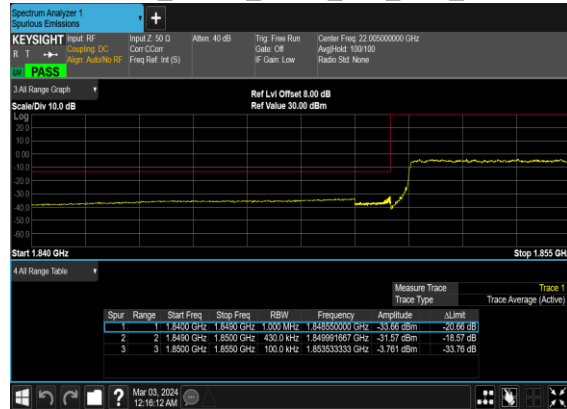 Spectrum Analyzer 1
Spurious Emissions
KEYSIGHT
R T
LXI
PASS
Input: RF
Coupling: DC
Align: Auto/No RF
Input Z: 50 Ω
Corr CCorr
Freq Ref: Int (S)
Atten: 40 dB
Trig: Free Run
Gate: Off
IF Gain: Low
Center Freq: 22.005000000 GHz
Avg|Hold: 100/100
Radio Std: None
3 All Range Graph
Scale/Div 10.0 dB
Ref Lvl Offset 8.00 dB
Ref Value 30.00 dBm
Log
20.0
10.0
0.00
-10.0
-20.0
-30.0
-40.0
-50.0
-60.0
Start 1.840 GHz
Stop 1.855 GH
4 All Range Table
Measure Trace Trace 1
Trace Type Trace Average (Active)
Spur Range Start Freq Stop Freq RBW Frequency Amplitude ΔLimit
1 1 1.8400 GHz 1.8490 GHz 1.000 MHz 1.848550000 GHz -33.66 dBm -20.66 dB
2 2 1.8490 GHz 1.8500 GHz 430.0 kHz 1.849991667 GHz -31.57 dBm -18.57 dB
3 3 1.8500 GHz 1.8550 GHz 100.0 kHz 1.853533333 GHz -3.761 dBm -33.76 dB
?
Mar 03, 2024
12:16:12 AM